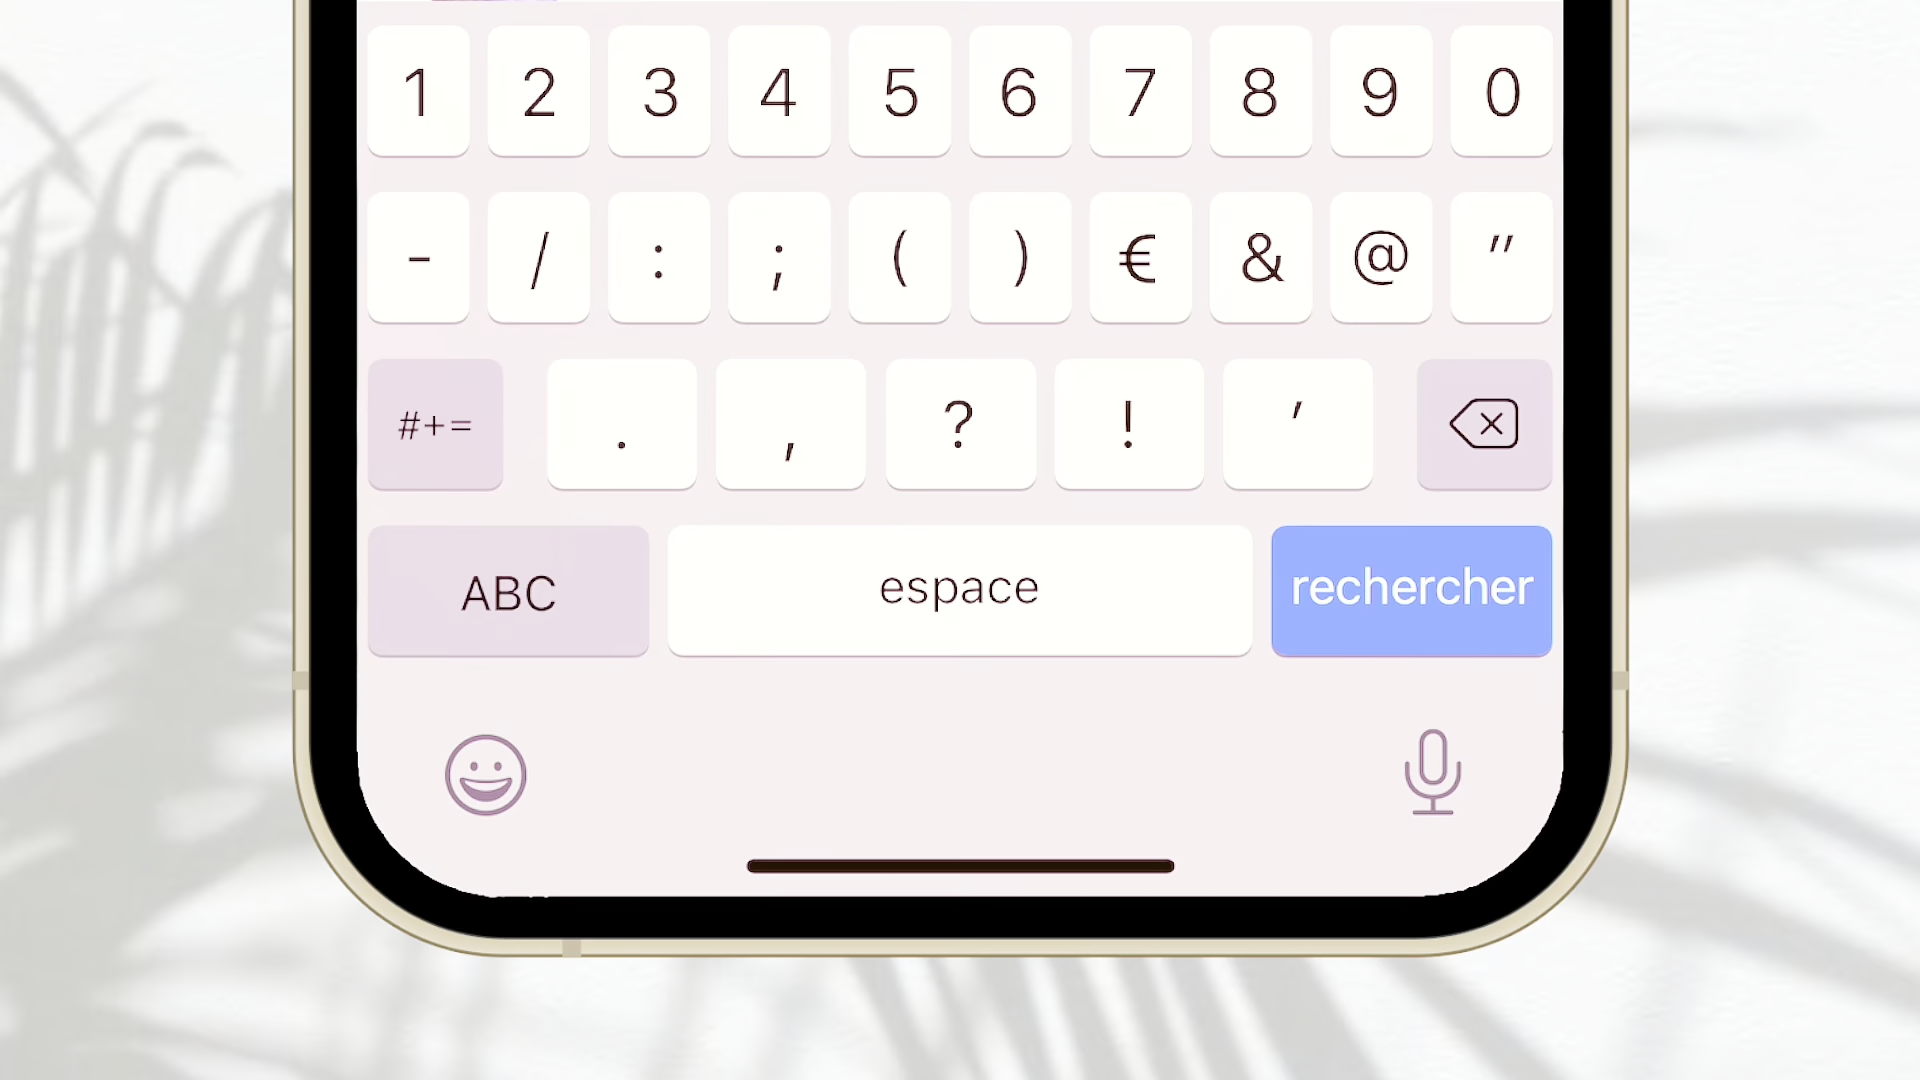 1 2 3 4 5 6 7 8 9 0
- / : ; ( ) € & @ "
#+= . , ? ! '
ABC espace rechercher